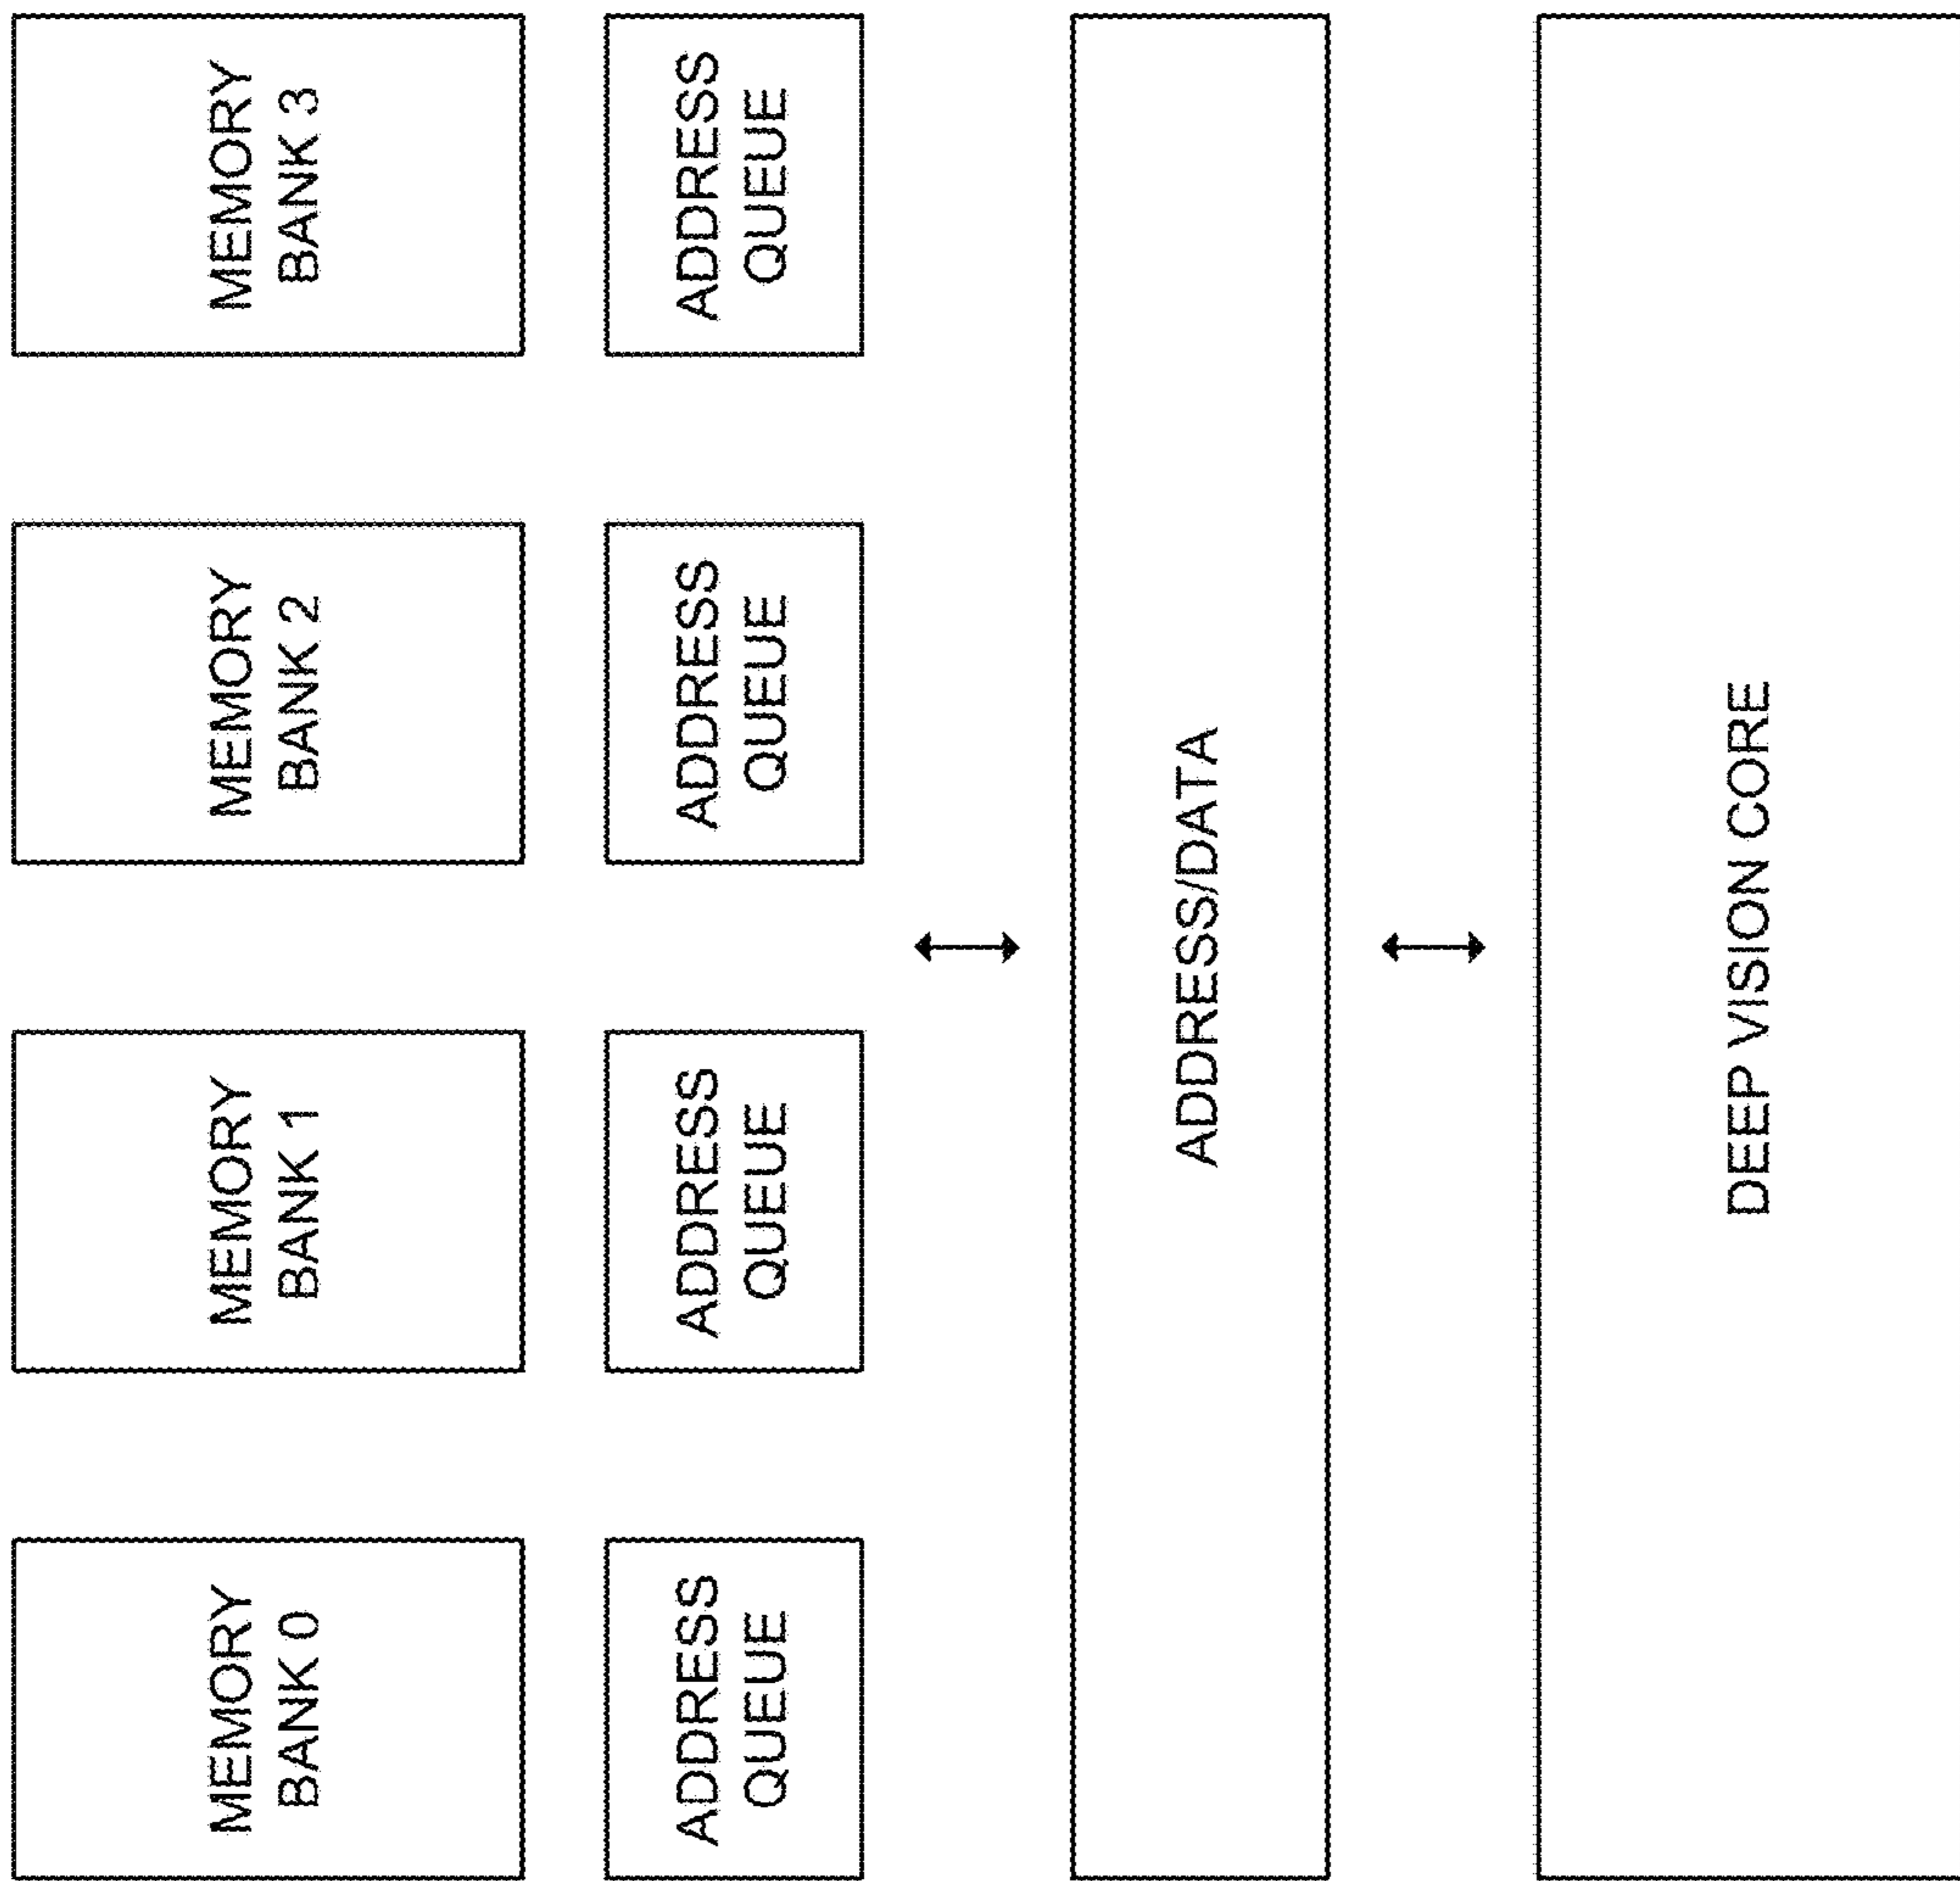 MEMORY
BANK 0
MEMORY
BANK 1
MEMORY
BANK 2
MEMORY
BANK 3
ADDRESS
QUEUE
ADDRESS
QUEUE
ADDRESS
QUEUE
ADDRESS
QUEUE
ADDRESS/DATA
DEEP VISION CORE